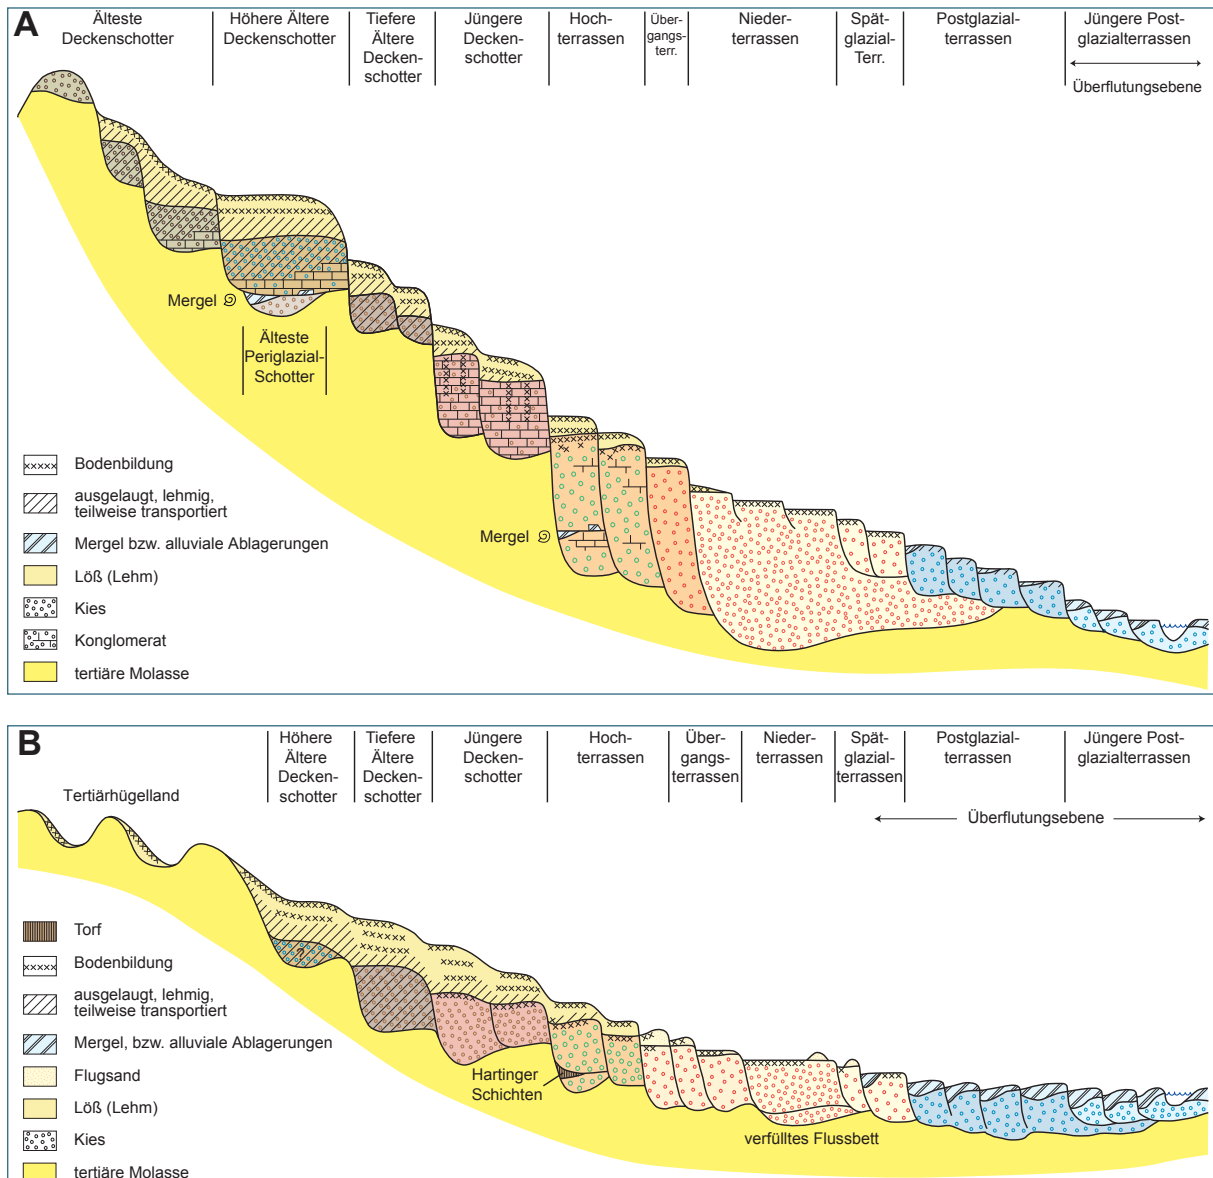 A
Älteste
Deckenschotter
Höhere Ältere
Deckenschotter
Tiefere
Ältere
Decken-
schotter
Jüngere
Decken-
schotter
Hoch-
terrassen
Über-
gangs-
terr.
Nieder-
terrassen
Spät-
glazial-
Terr.
Postglazial-
terrassen
Jüngere Post-
glazialterrassen
Überflutungsebene
Mergel
Älteste
Periglazial-
Schotter
Mergel
Bodenbildung
ausgelaugt, lehmig,
teilweise transportiert
Mergel bzw. alluviale Ablagerungen
Löß (Lehm)
Kies
Konglomerat
tertiäre Molasse
B
Tertiärhügelland
Höhere
Ältere
Decken-
schotter
Tiefere
Ältere
Decken-
schotter
Jüngere
Decken-
schotter
Hoch-
terrassen
Über-
gangs-
terrassen
Nieder-
terrassen
Spät-
glazial-
terrassen
Postglazial-
terrassen
Jüngere Post-
glazialterrassen
Überflutungsebene
?
Hartinger
Schichten
verfülltes Flussbett
Torf
Bodenbildung
ausgelaugt, lehmig,
teilweise transportiert
Mergel, bzw. alluviale Ablagerungen
Flugsand
Löß (Lehm)
Kies
tertiäre Molasse